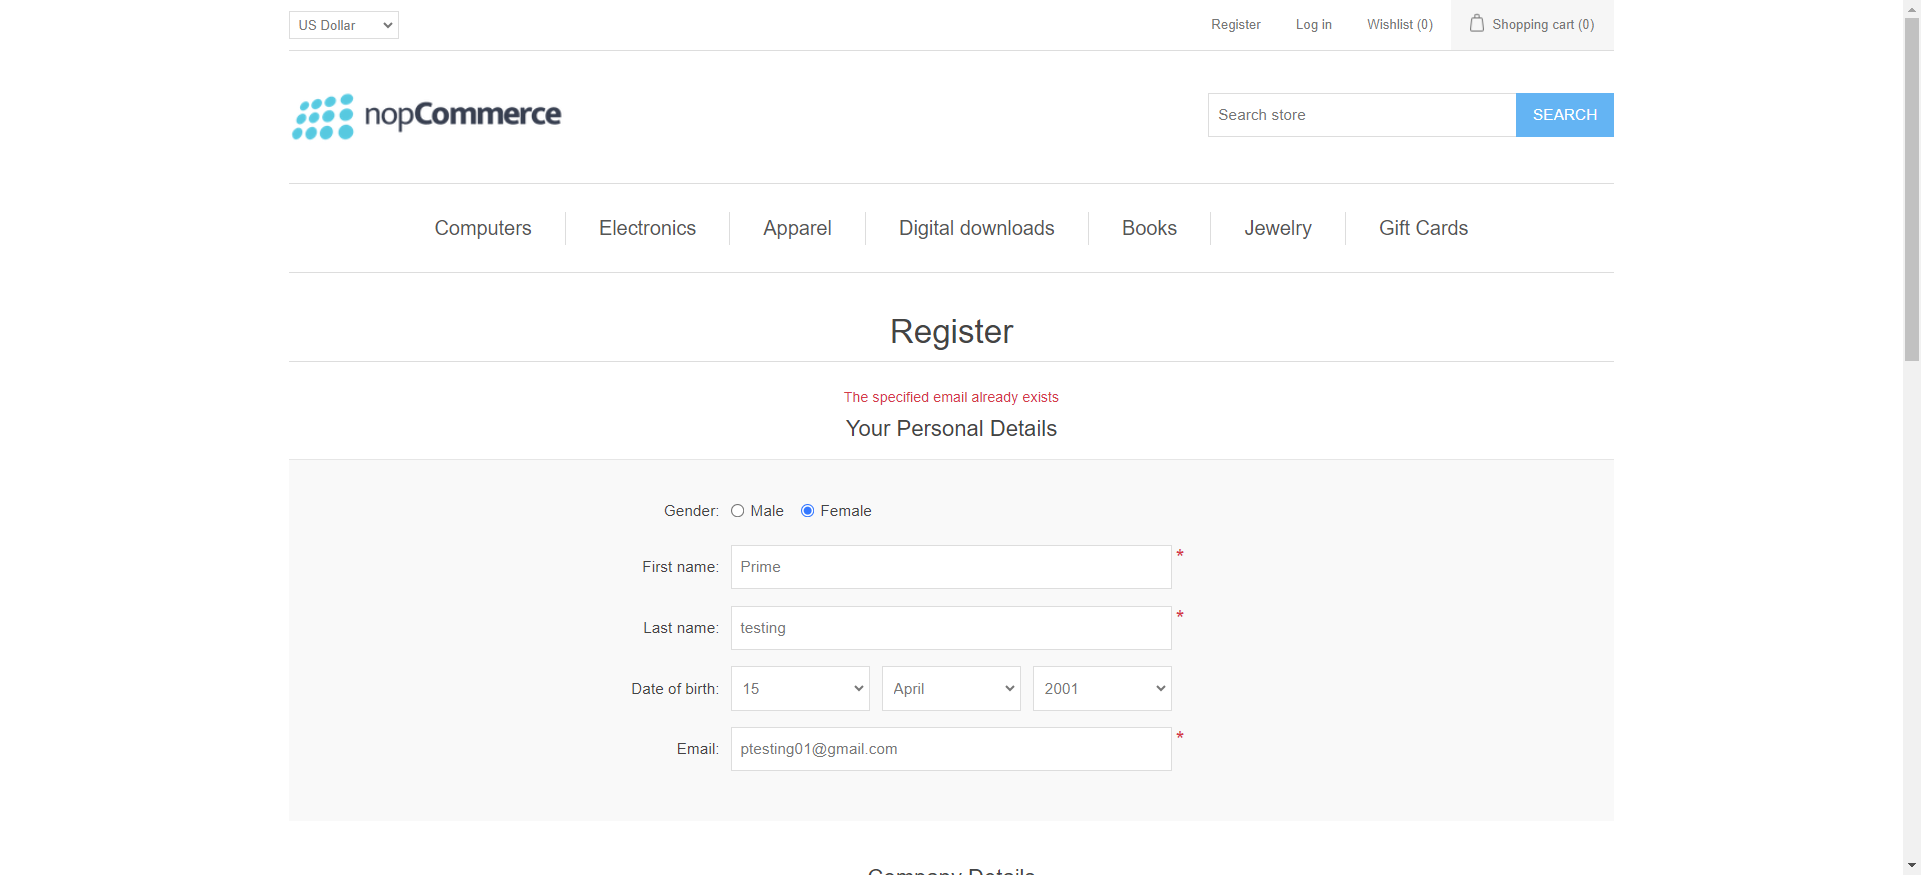 US Dollar Register Log in Wishlist (0) Shopping cart (0)
nopCommerce
Search store SEARCH
Computers Electronics Apparel Digital downloads Books Jewelry Gift Cards
Register
The specified email already exists
Your Personal Details
Gender: Male Female
First name: Prime *
Last name: testing *
Date of birth: 15 April 2001
Email: ptesting01@gmail.com *
Company Details